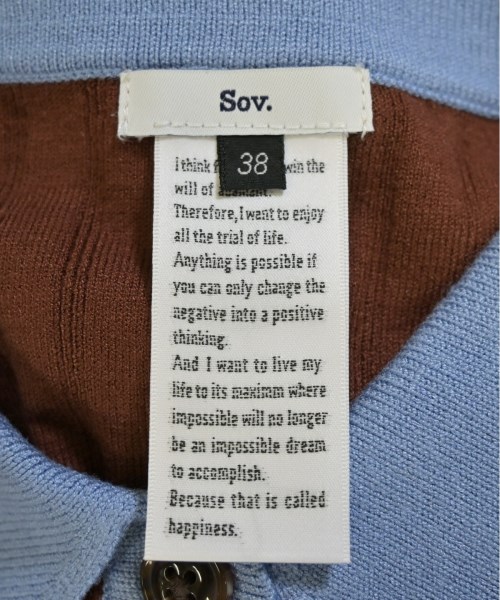 Sov.
38
I think win the
will of
Therefore, I want to enjoy
all the trial of life.
Anything is possible if
you can only change the
negative into a positive
thinking.
And I want to live my
life to its maximm where
impossible will no longer
be an impossible dream
to accomplish.
Because that is called
happiness.